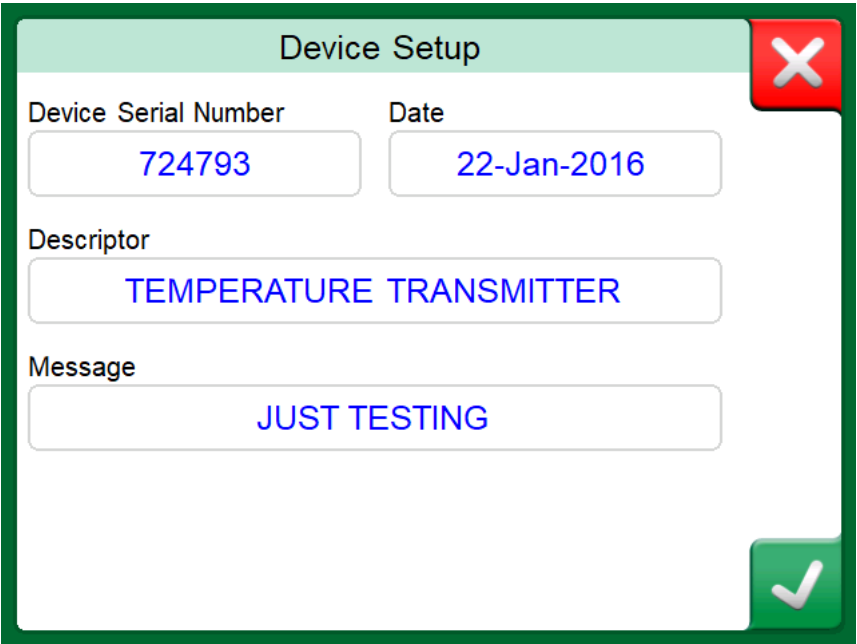 Device Setup
Device Serial Number Date
724793 22-Jan-2016
Descriptor
TEMPERATURE TRANSMITTER
Message
JUST TESTING